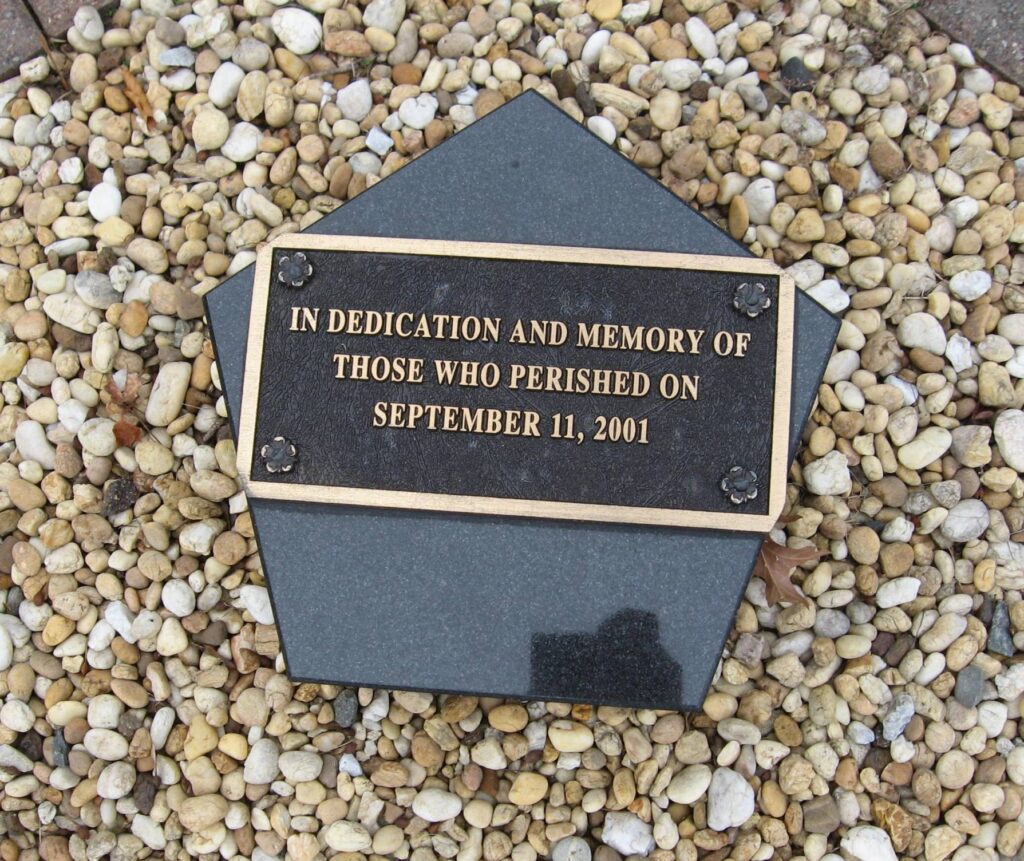 IN DEDICATION AND MEMORY OF
THOSE WHO PERISHED ON
SEPTEMBER 11, 2001